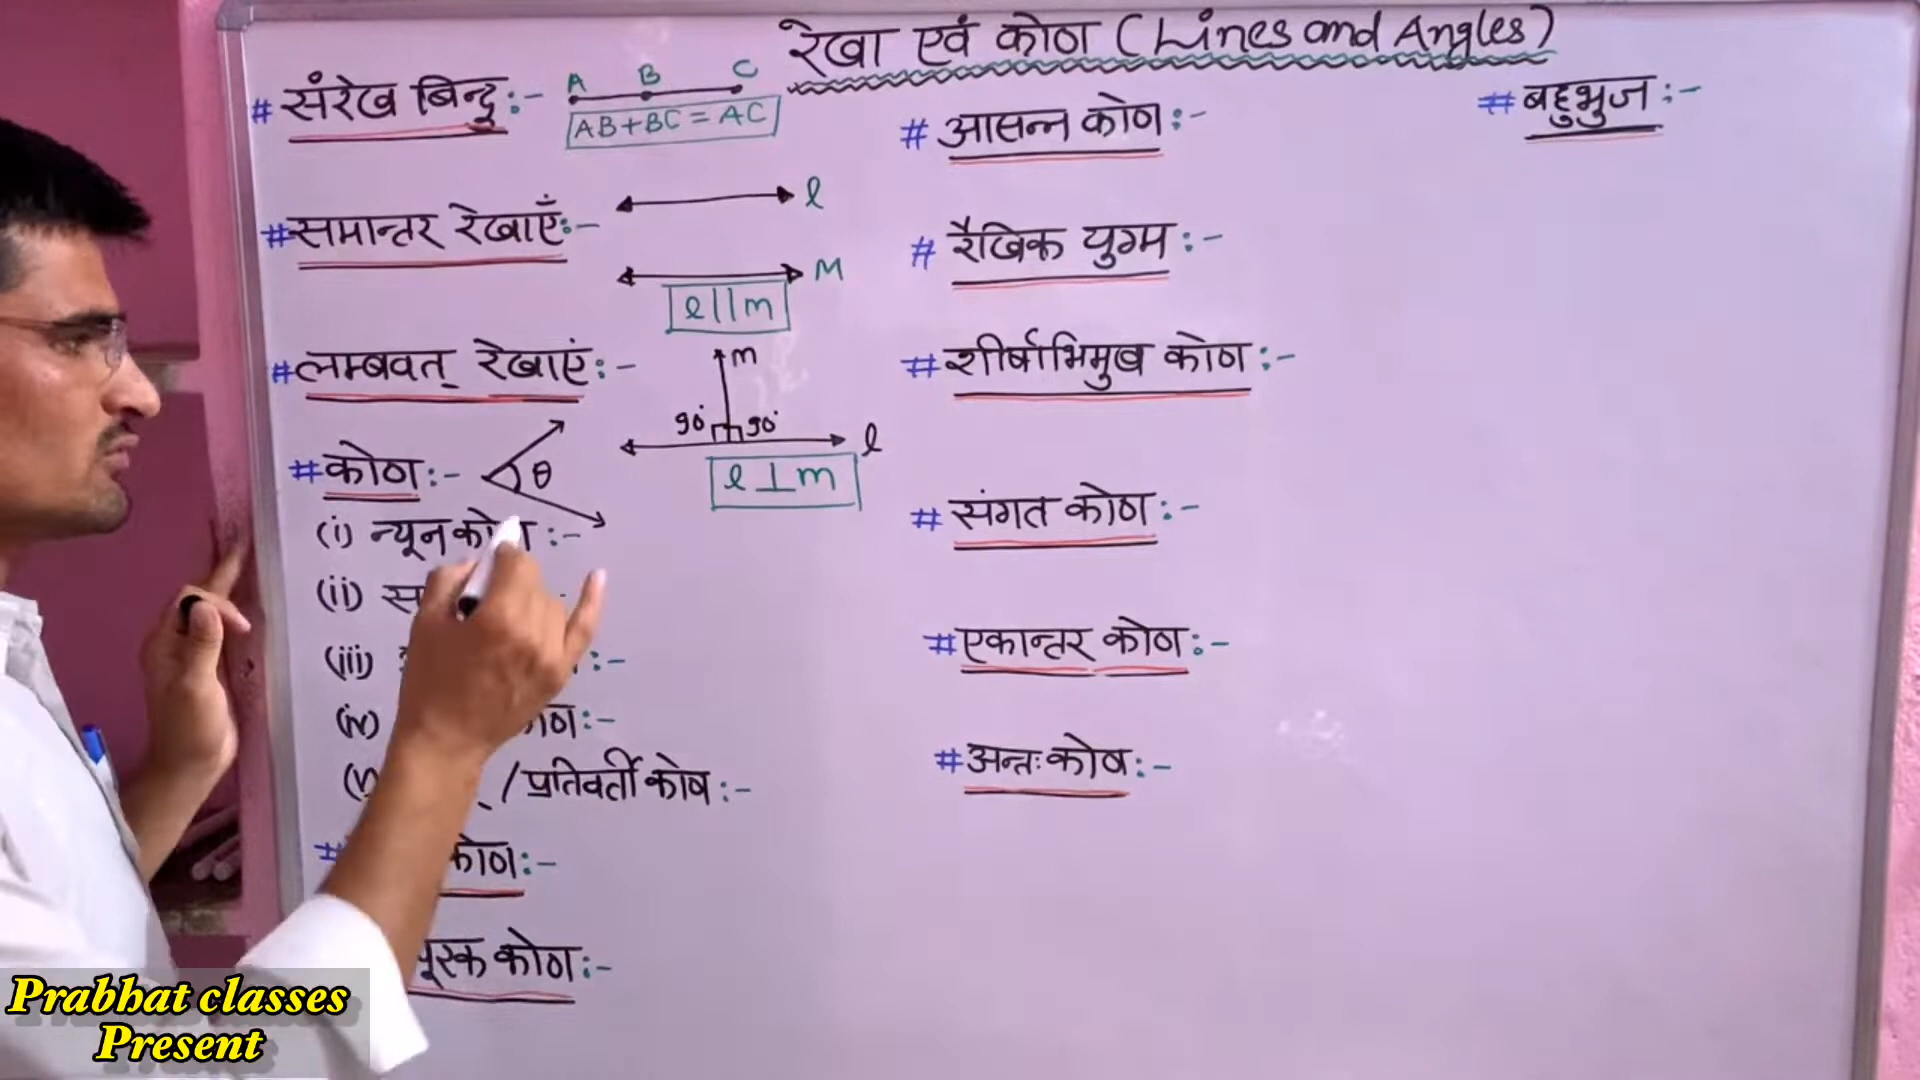 रेखा एवं कोण (Lines and Angles)
# संरेख बिन्दु :-
A B C
AB+BC = AC
# समान्तर रेखाएँ:-
l
M
l||m
# लम्बवत् रेखाएं:-
m
90° 90°
l
l⊥m
# कोण:-
θ
(i) न्यूनकोण :-
(ii)
(iii) :-
(iv) :-
/ प्रतिवर्ती कोण :-
कोण:-
पूरक कोण:-
# आसन्न कोण:-
# रैखिक युग्म :-
# शीर्षाभिमुख कोण :-
# संगत कोण :-
# एकान्तर कोण:-
# अन्तःकोण:-
# बहुभुज :-
Prabhat classes
Present